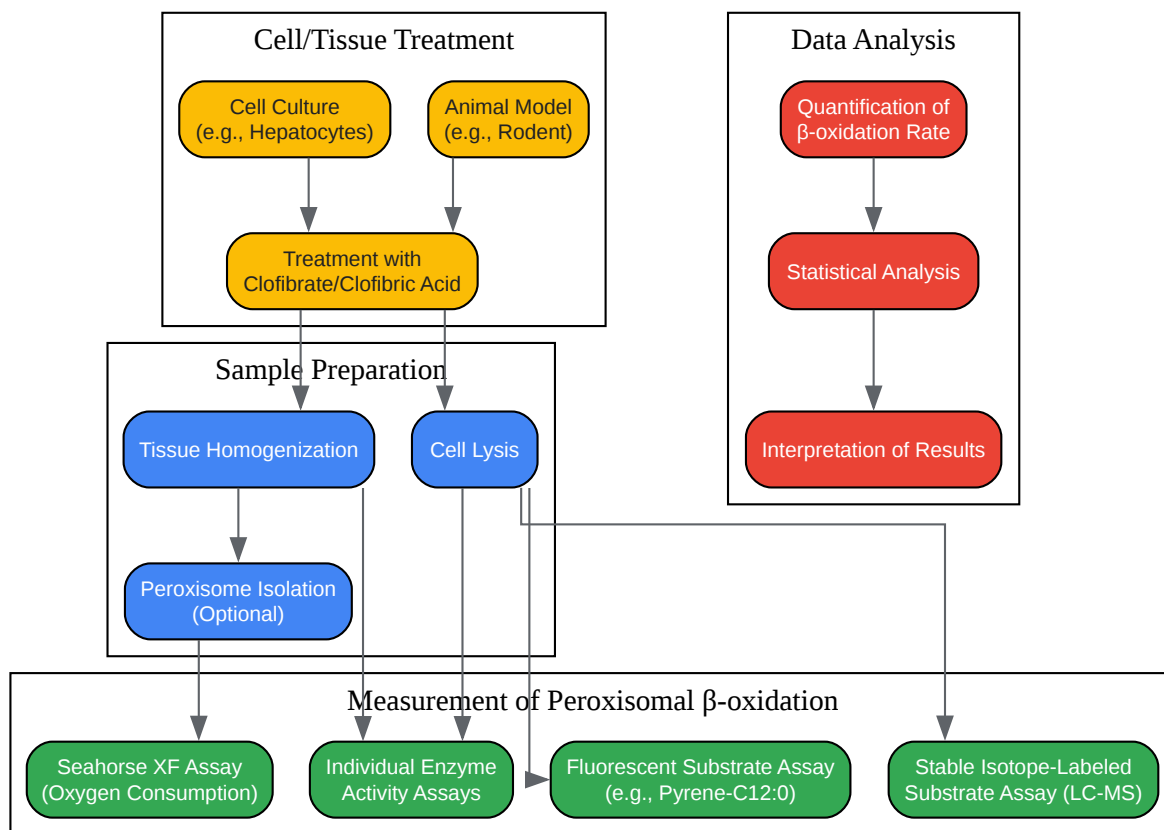 Cell/Tissue Treatment
Cell Culture
(e.g., Hepatocytes)
Animal Model
(e.g., Rodent)
Treatment with
Clofibrate/Clofibric Acid
Data Analysis
Quantification of
β-oxidation Rate
Statistical Analysis
Interpretation of Results
Sample Preparation
Tissue Homogenization
Cell Lysis
Peroxisome Isolation
(Optional)
Measurement of Peroxisomal β-oxidation
Seahorse XF Assay
(Oxygen Consumption)
Individual Enzyme
Activity Assays
Fluorescent Substrate Assay
(e.g., Pyrene-C12:0)
Stable Isotope-Labeled
Substrate Assay (LC-MS)